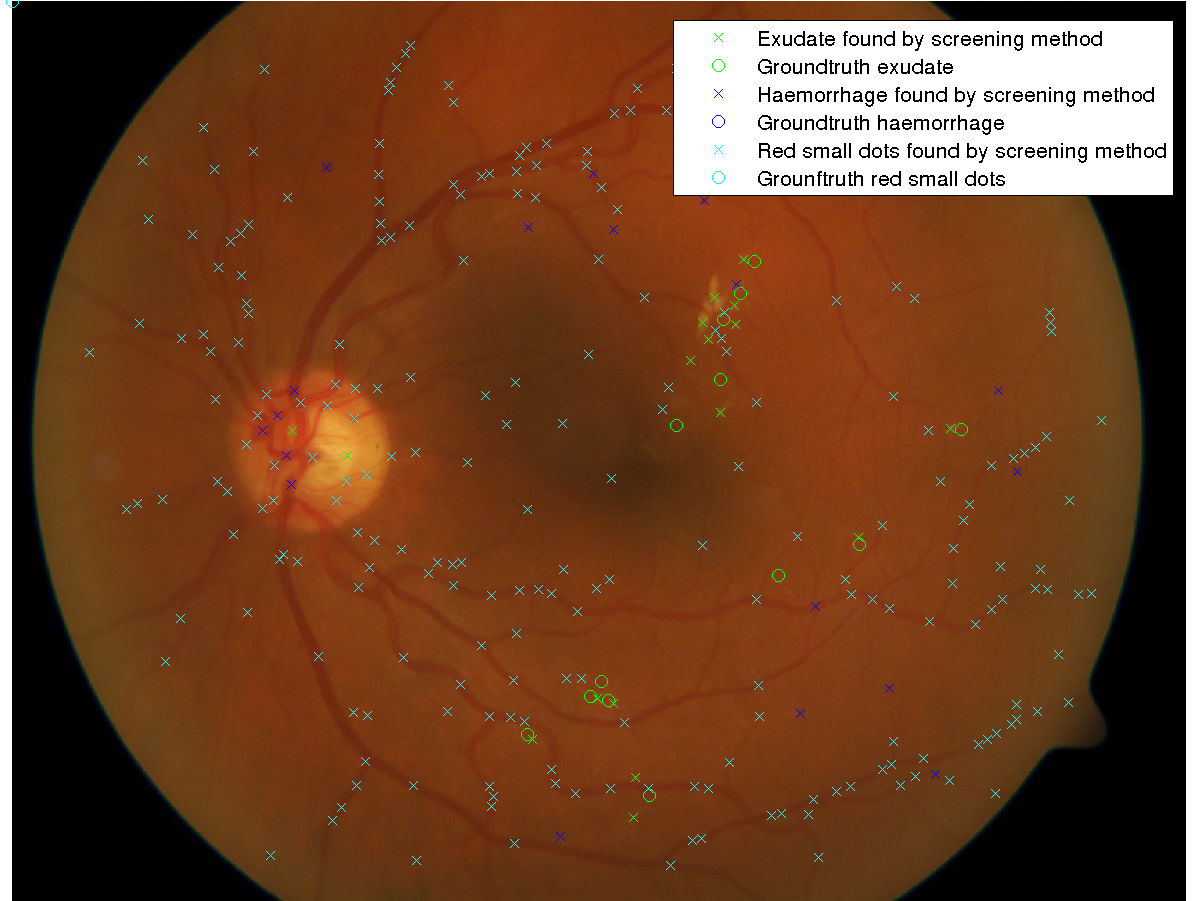 Exudate found by screening method
Groundtruth exudate
Haemorrhage found by screening method
Groundtruth haemorrhage
Red small dots found by screening method
Grounftruth red small dots